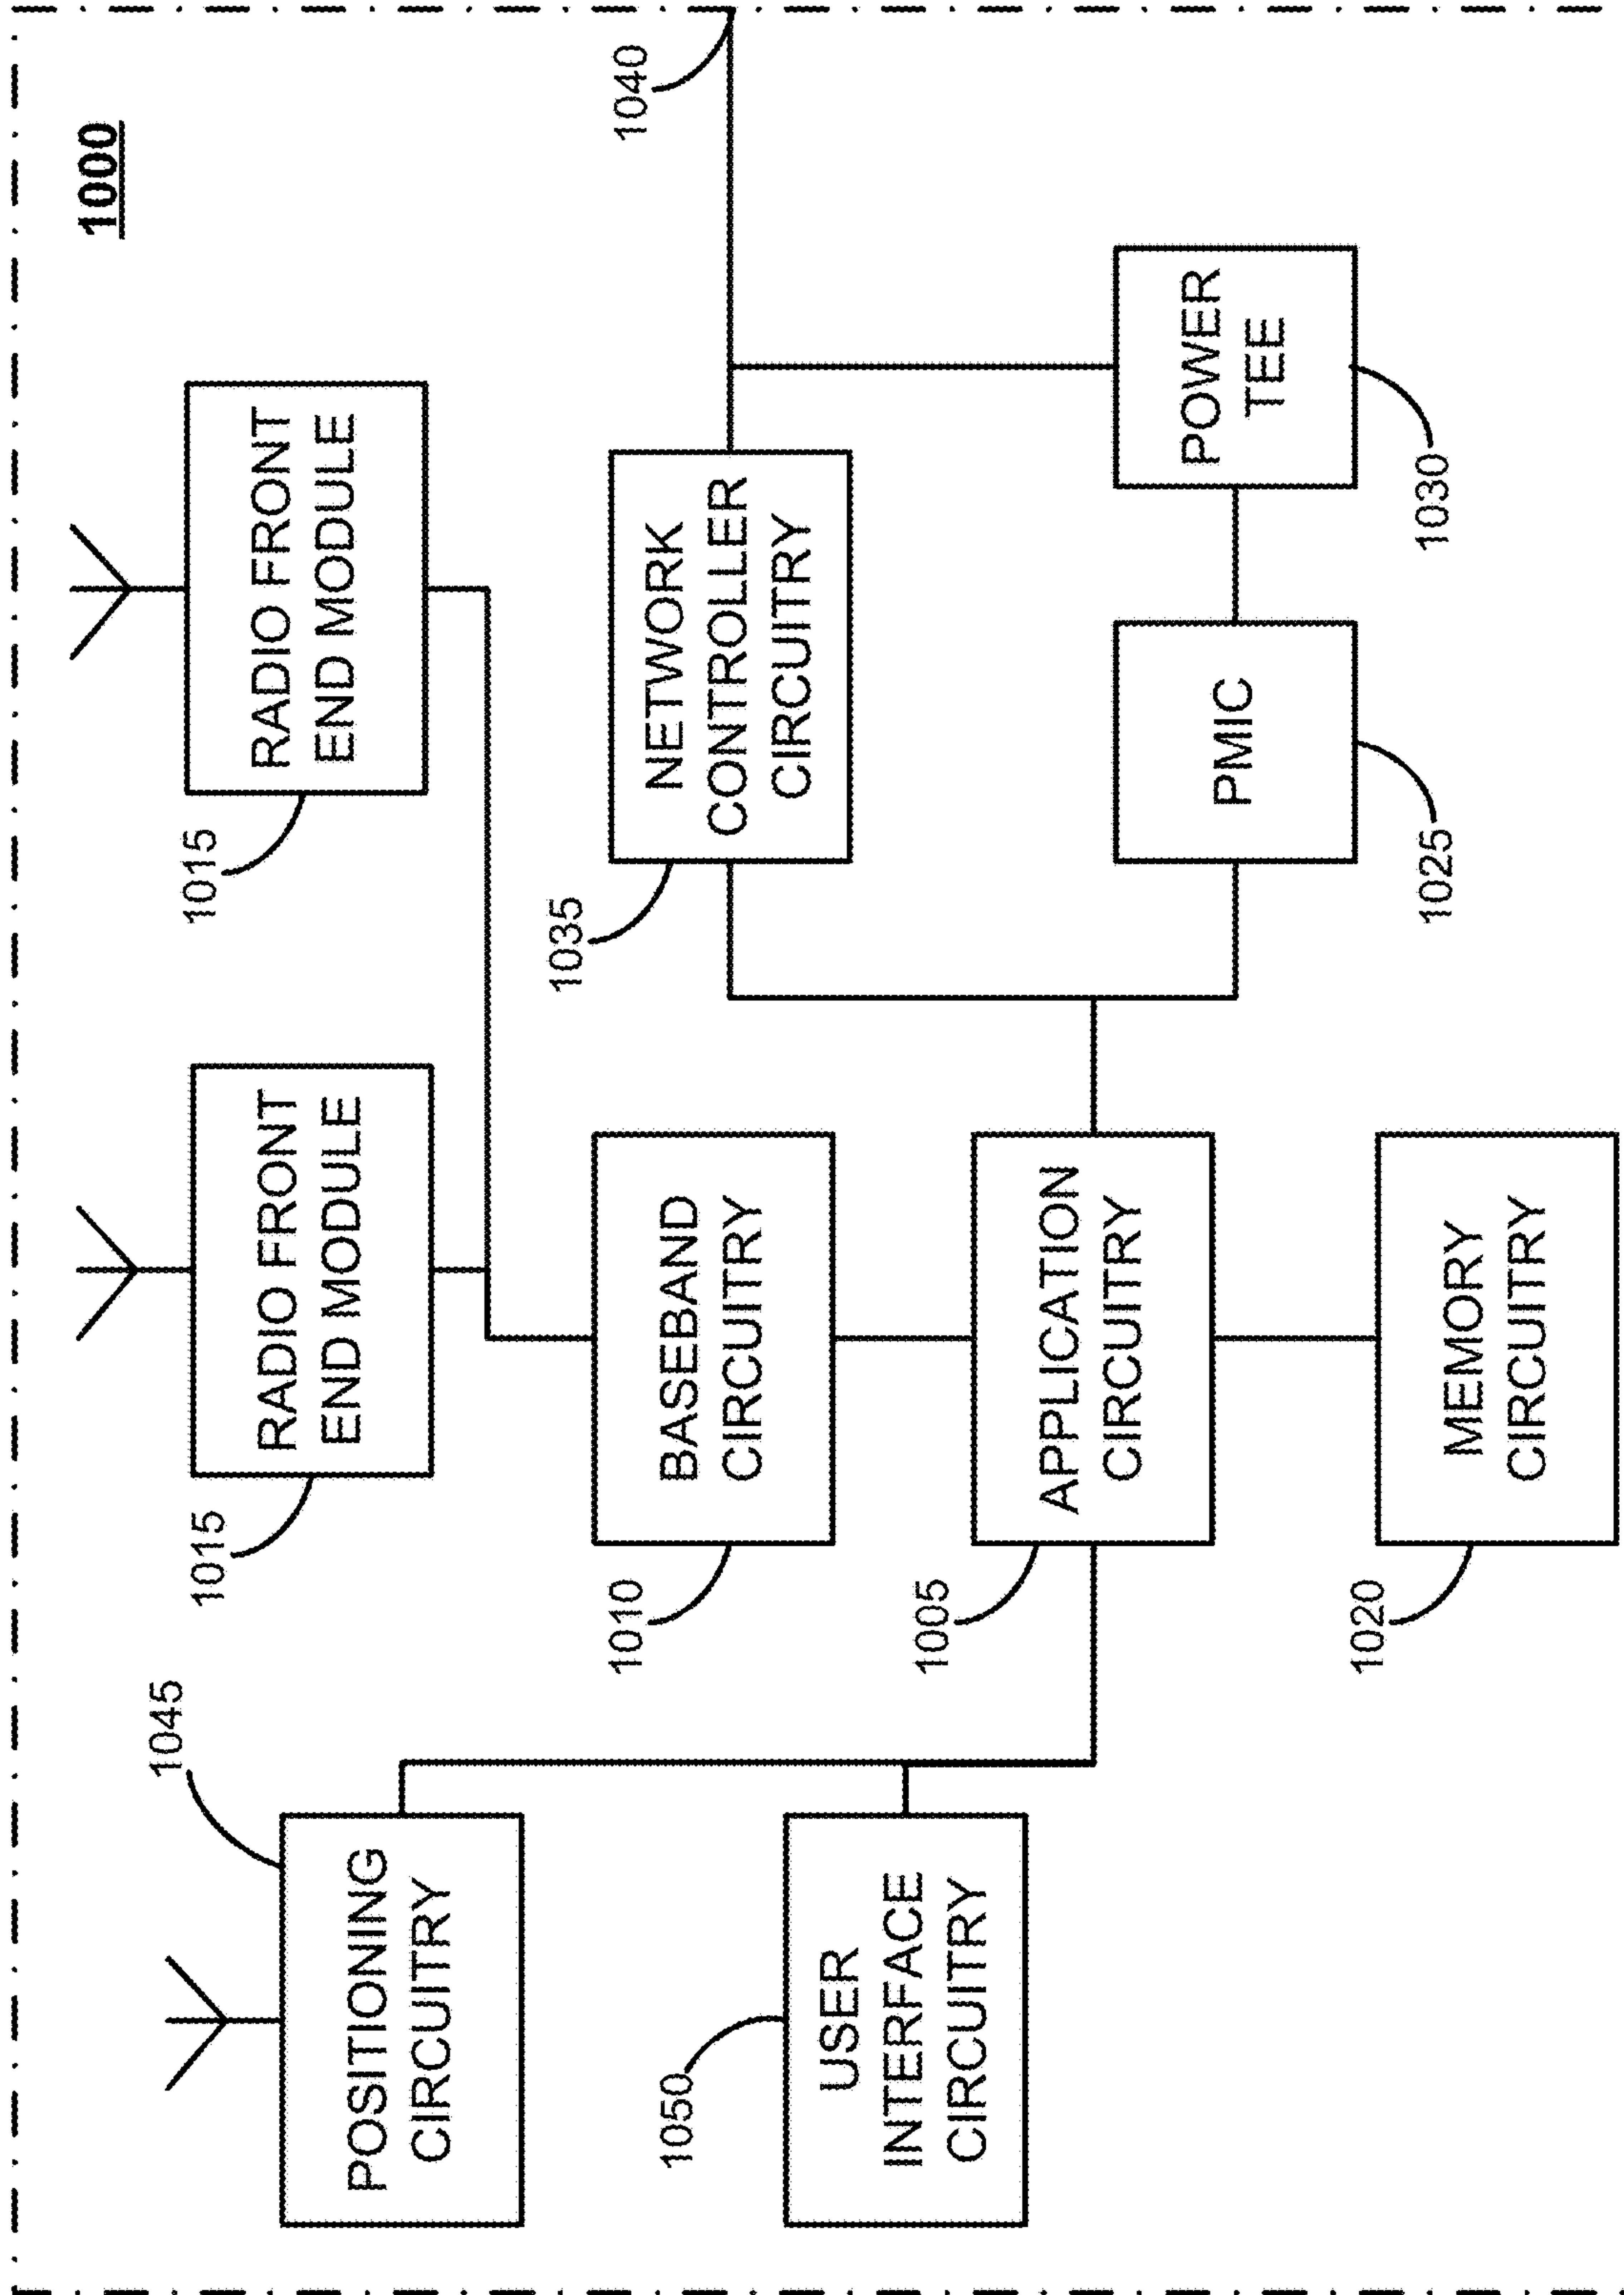 1000
1015
RADIO FRONT
END MODULE
1015
RADIO FRONT
END MODULE
1045
POSITIONING
CIRCUITRY
1040
1035
NETWORK
CONTROLLER
CIRCUITRY
1010
BASEBAND
CIRCUITRY
1050
USER
INTERFACE
CIRCUITRY
1005
APPLICATION
CIRCUITRY
PMIC
1025
POWER
TEE
1030
1020
MEMORY
CIRCUITRY